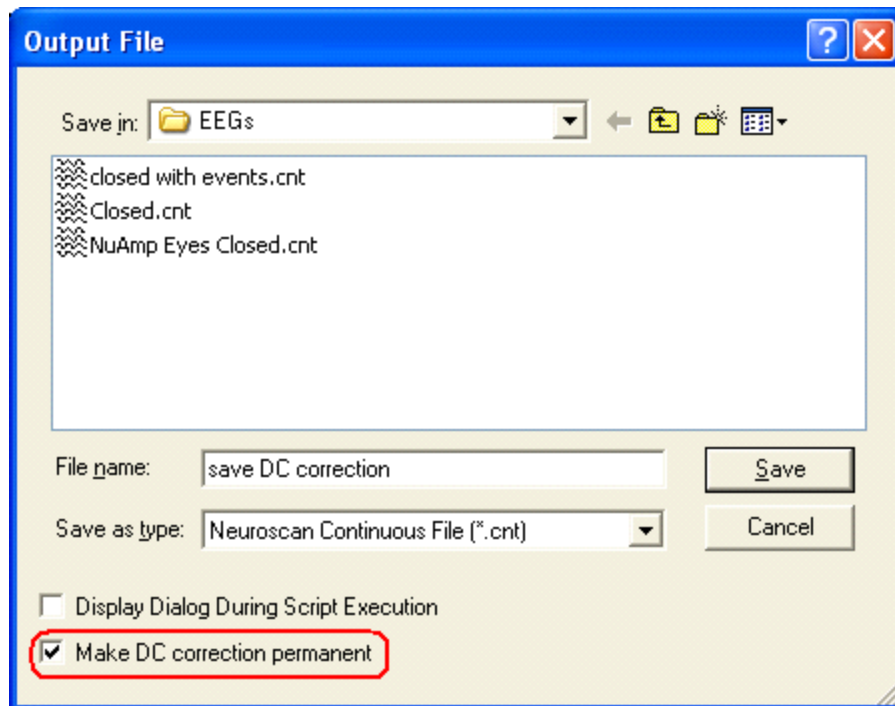 Output File
Save in: EEGs
closed with events.cnt
Closed.cnt
NuAmp Eyes Closed.cnt
File name: save DC correction Save
Save as type: Neuroscan Continuous File (*.cnt) Cancel
Display Dialog During Script Execution
Make DC correction permanent